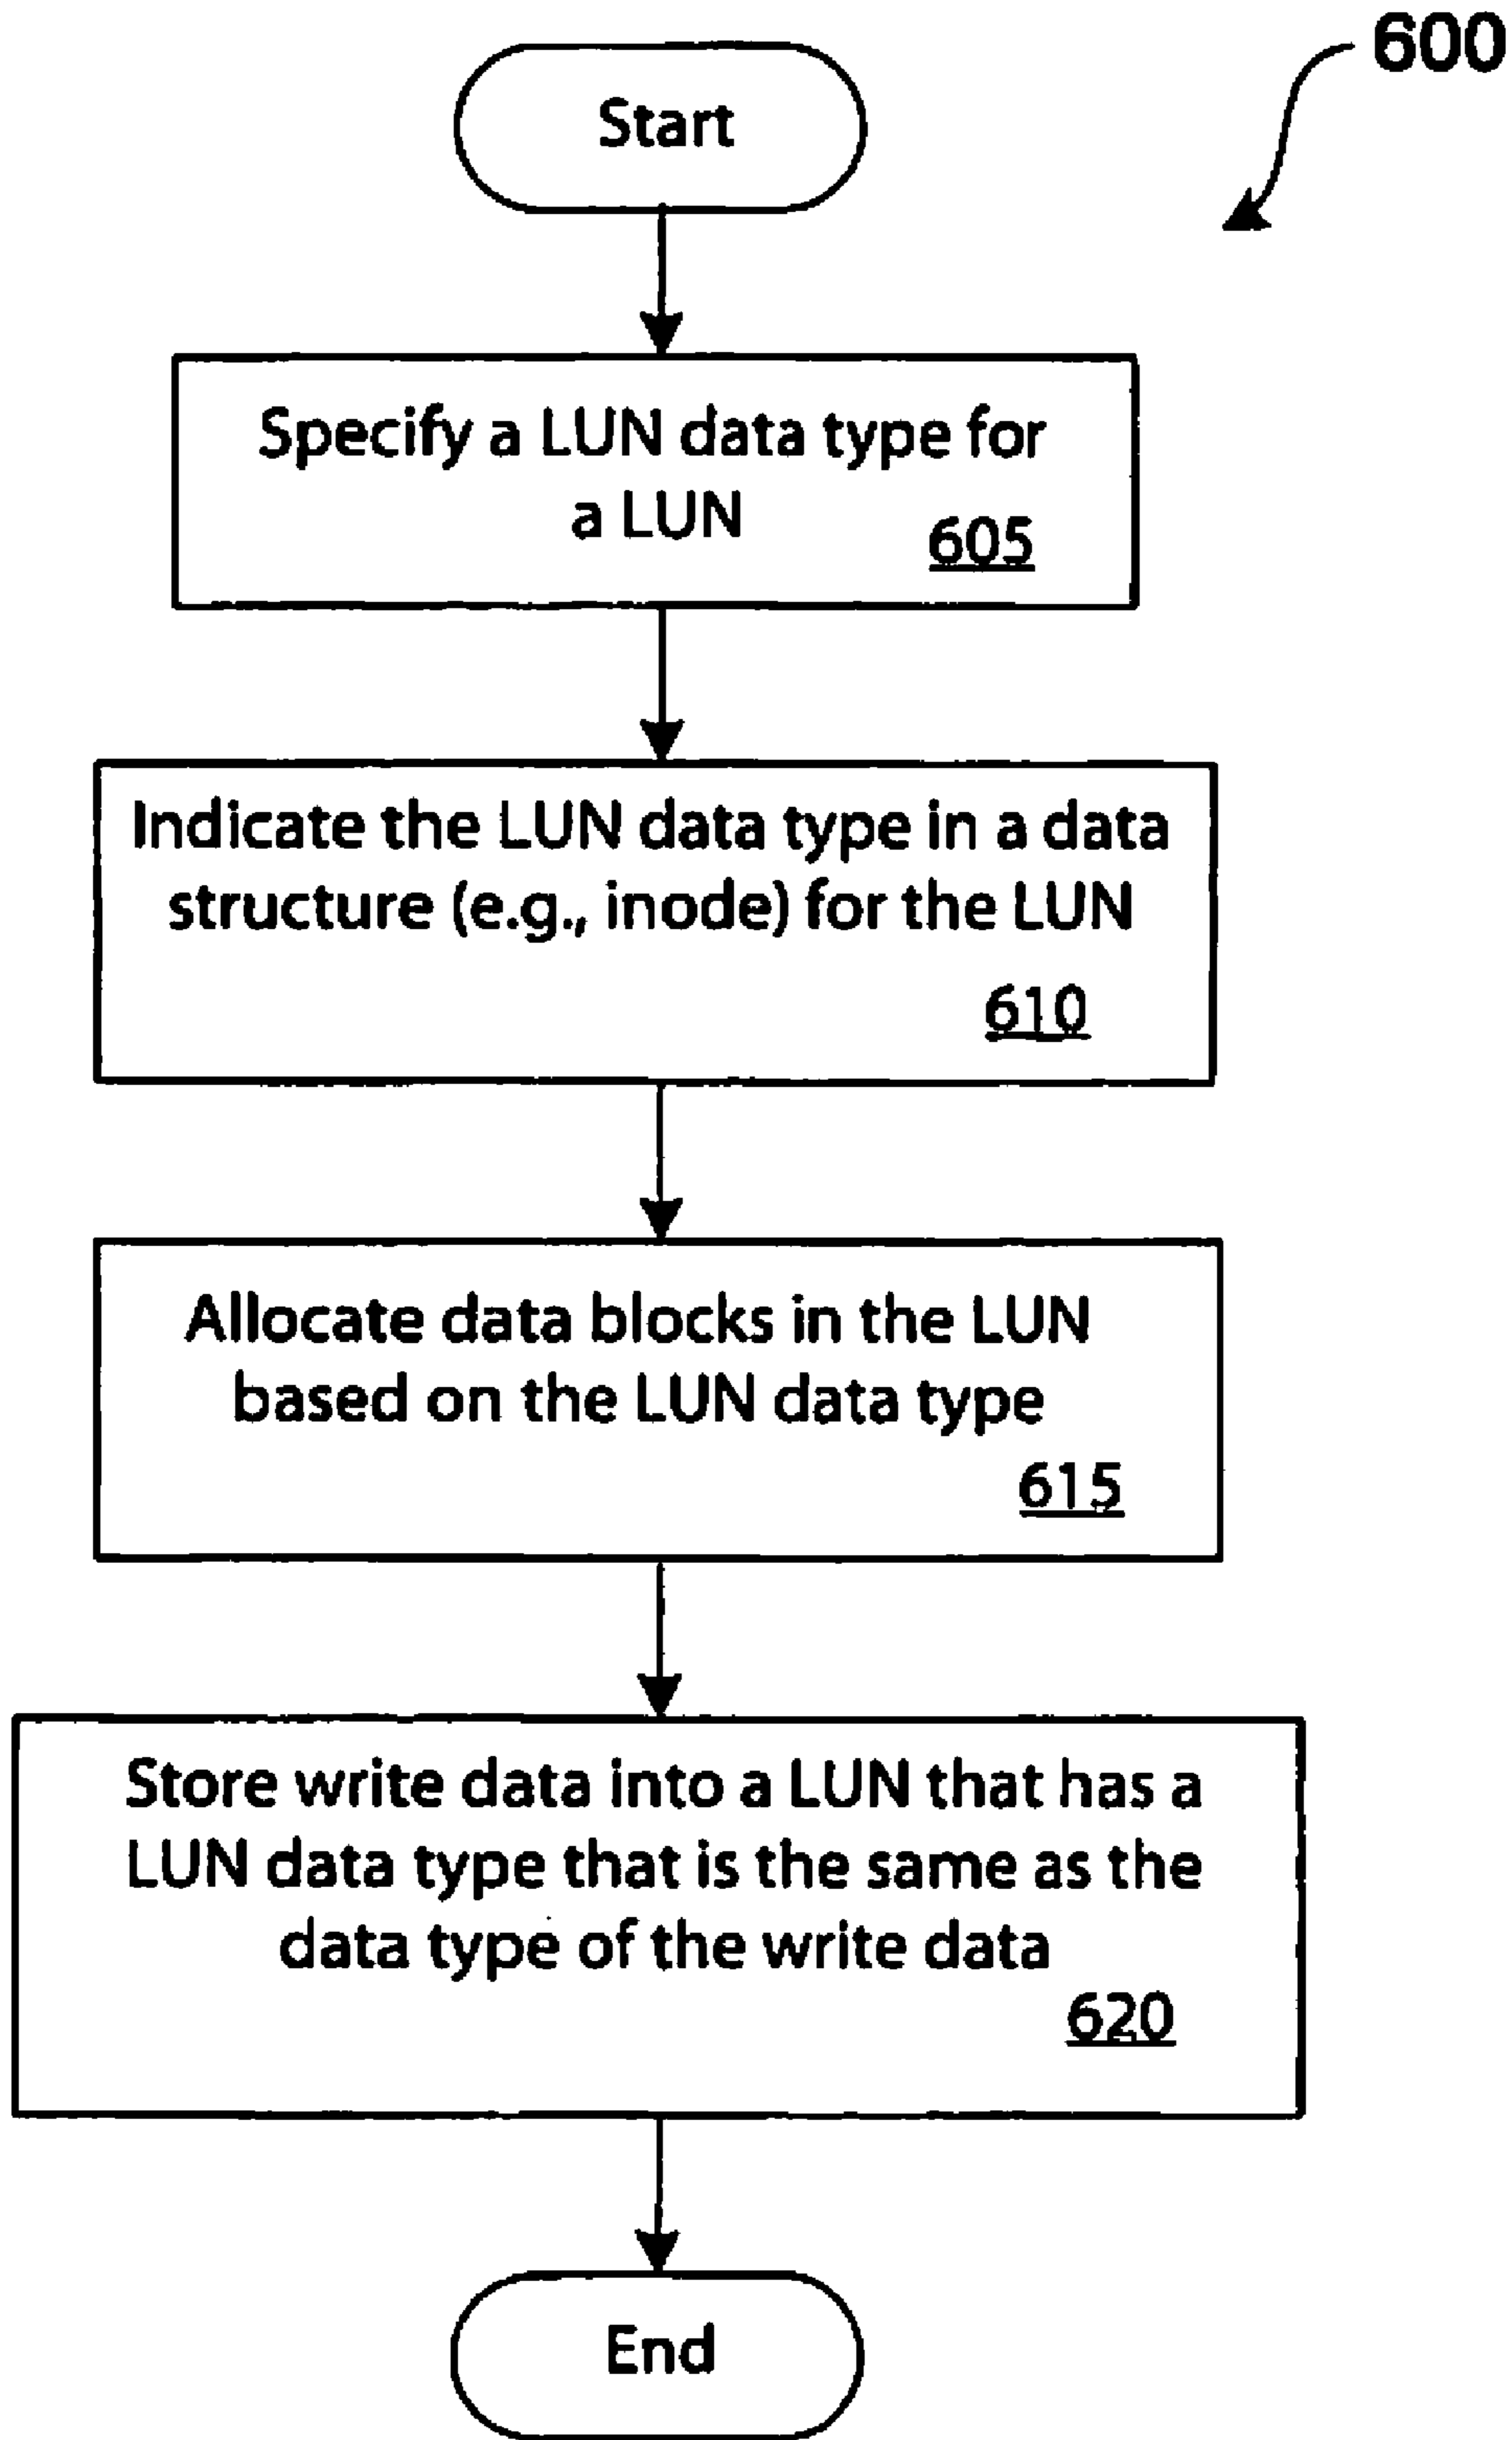 600
Start
Specify a LUN data type for
a LUN
605
Indicate the LUN data type in a data
structure (e.g., inode) for the LUN
610
Allocate data blocks in the LUN
based on the LUN data type
615
Store write data into a LUN that has a
LUN data type that is the same as the
data type of the write data
620
End